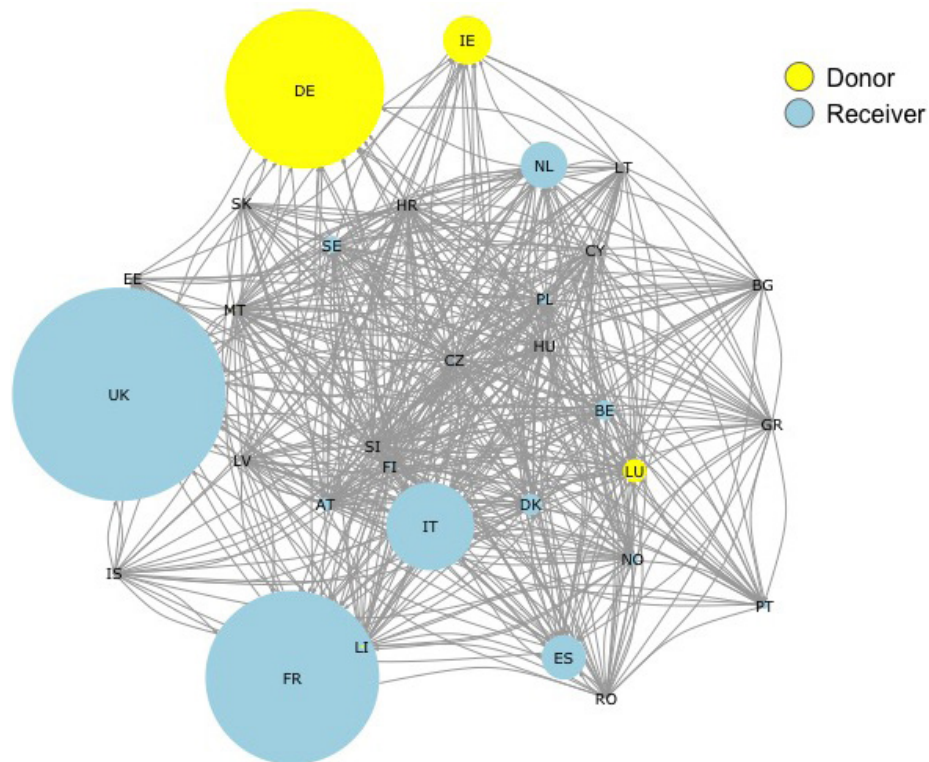 IE
DE
Donor
Receiver
NL
LT
SK
HR
SE
CY
EE
BG
PL
MT
HU
CZ
UK
BE
GR
SI
LV
FI
LU
AT
DK
IT
NO
IS
PT
LI
ES
FR
RO